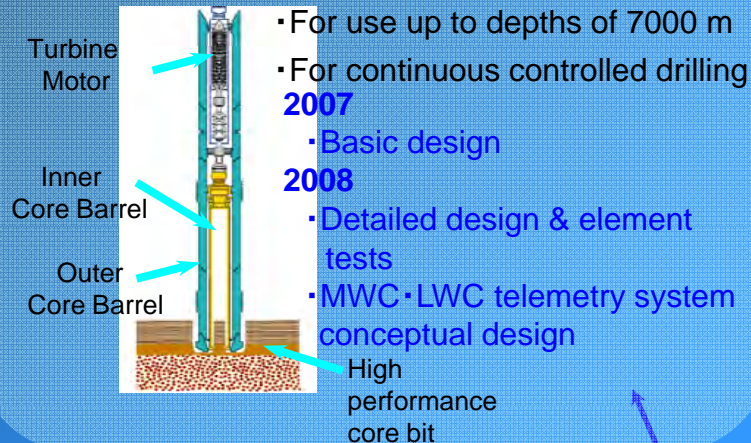 ・For use up to depths of 7000 m
・For continuous controlled drilling
2007
・Basic design
2008
・Detailed design & element
tests
・MWC・LWC telemetry system
conceptual design
Turbine
Motor
Inner
Core Barrel
Outer
Core Barrel
High
performance
core bit